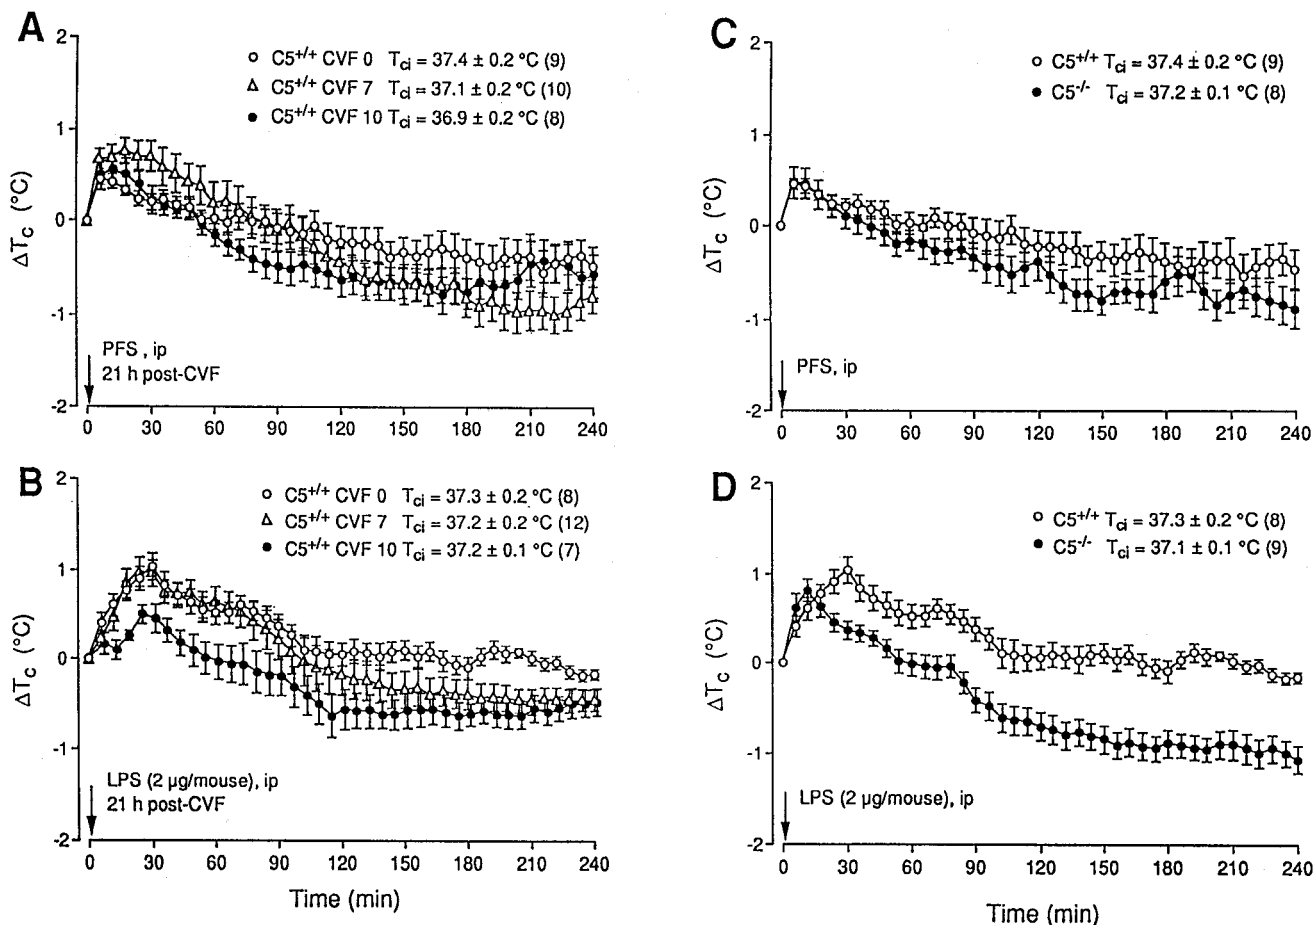 A
C5+/+ CVF 0 Tci = 37.4 ± 0.2 °C (9)
C5+/+ CVF 7 Tci = 37.1 ± 0.2 °C (10)
C5+/+ CVF 10 Tci = 36.9 ± 0.2 °C (8)
2
1
0
-1
-2
ΔTc (°C)
PFS , ip
21 h post-CVF
0 30 60 90 120 150 180 210 240
B
C5+/+ CVF 0 Tci = 37.3 ± 0.2 °C (8)
C5+/+ CVF 7 Tci = 37.2 ± 0.2 °C (12)
C5+/+ CVF 10 Tci = 37.2 ± 0.1 °C (7)
2
1
0
-1
-2
ΔTc (°C)
LPS (2 µg/mouse), ip
21 h post-CVF
0 30 60 90 120 150 180 210 240
Time (min)
C
C5+/+ Tci = 37.4 ± 0.2 °C (9)
C5-/- Tci = 37.2 ± 0.1 °C (8)
2
1
0
-1
-2
ΔTc (°C)
PFS, ip
0 30 60 90 120 150 180 210 240
D
C5+/+ Tci = 37.3 ± 0.2 °C (8)
C5-/- Tci = 37.1 ± 0.1 °C (9)
2
1
0
-1
-2
ΔTc (°C)
LPS (2 µg/mouse), ip
0 30 60 90 120 150 180 210 240
Time (min)